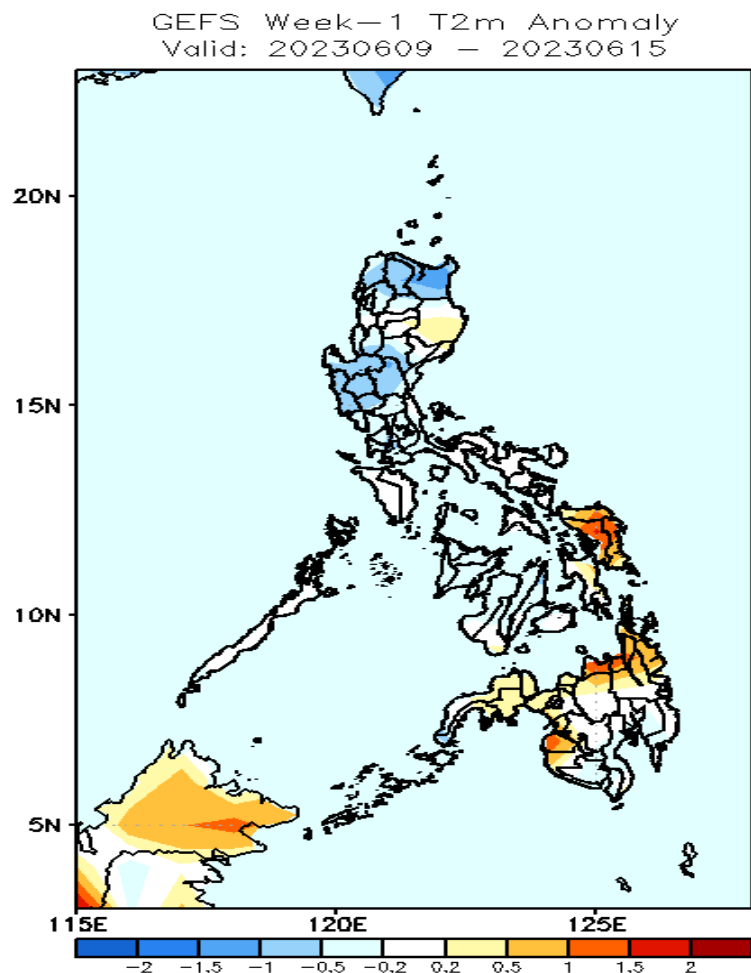 GEFS Week-1 T2m Anomaly
Valid: 20230609 - 20230615
20N
15N
10N
5N
115E 120E 125E
-2 -1.5 -1 -0.5 -0.2 0.2 0.5 1 1.5 2